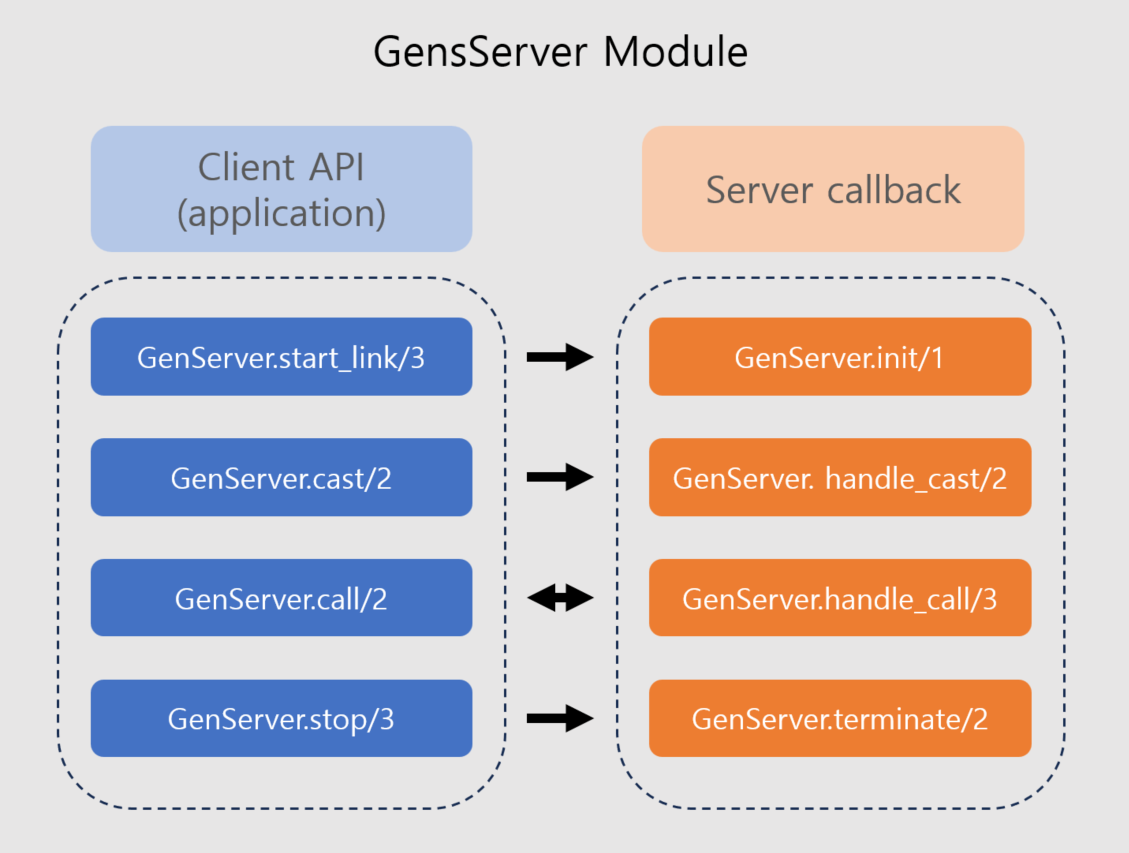 GensServer Module
Client API
(application)
Server callback
GenServer.start_link/3
GenServer.init/1
GenServer.cast/2
GenServer. handle_cast/2
GenServer.call/2
GenServer.handle_call/3
GenServer.stop/3
GenServer.terminate/2